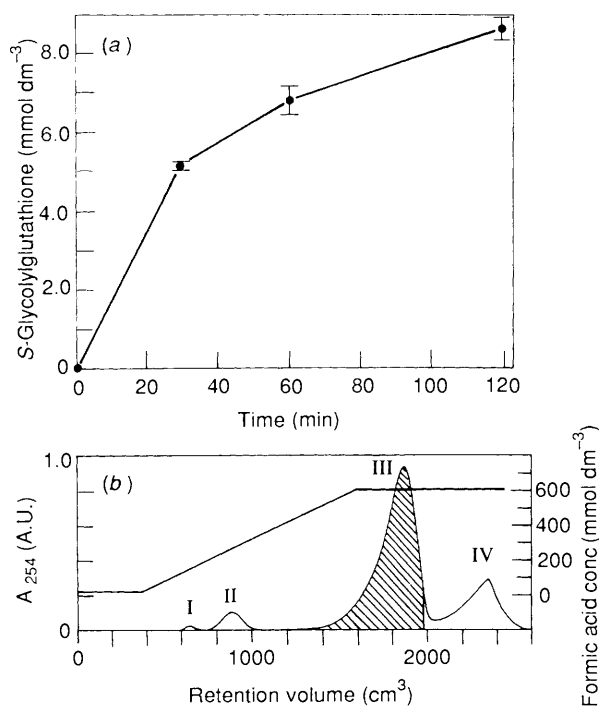 (a)
S-Glycolylglutathione (mmol dm⁻³)
8.0
6.0
4.0
2.0
0
0 20 40 60 80 100 120
Time (min)
(b)
A₂₅₄ (A.U.)
1.0
0
I
II
III
IV
600
400
200
0
Formic acid conc (mmol dm⁻³)
0 1000 2000
Retention volume (cm³)